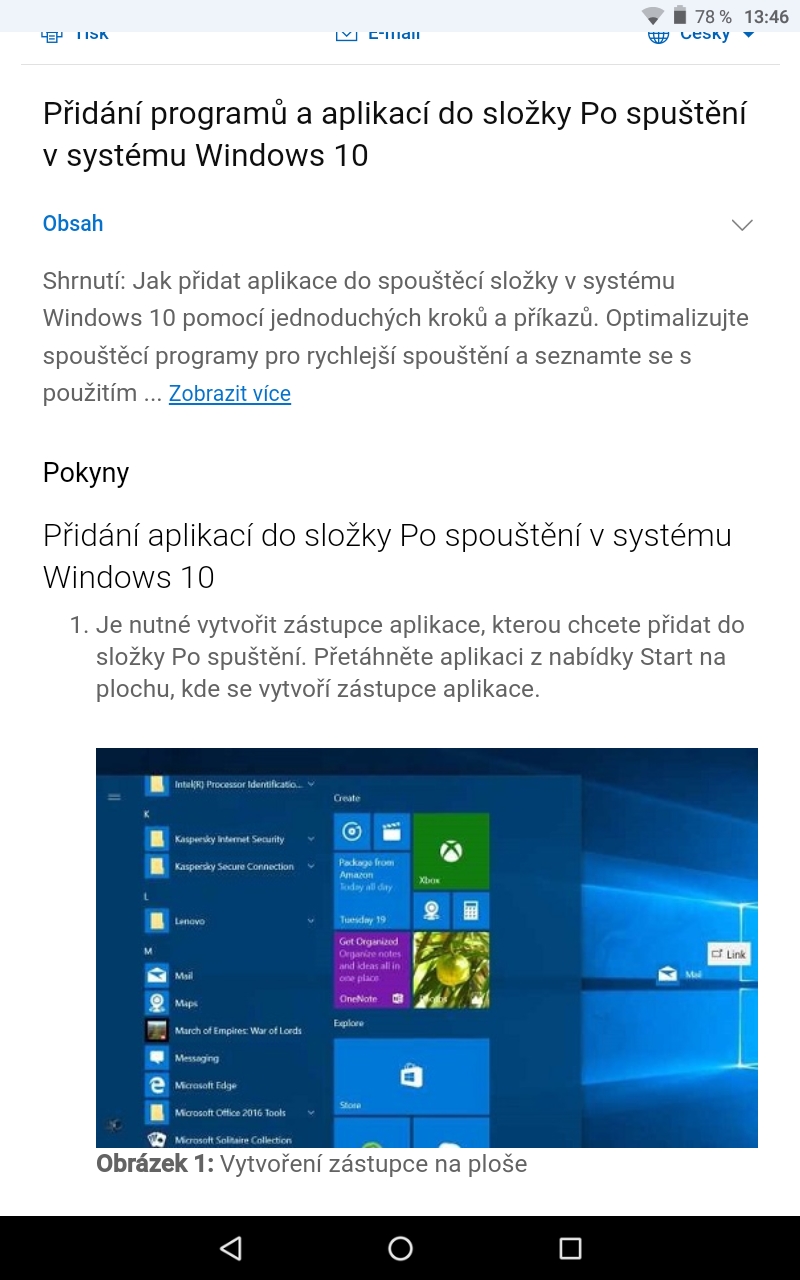 78 % 13:46
Tisk E-mail Česky
Přidání programů a aplikací do složky Po spuštění
v systému Windows 10
Obsah
Shrnutí: Jak přidat aplikace do spouštěcí složky v systému
Windows 10 pomocí jednoduchých kroků a příkazů. Optimalizujte
spouštěcí programy pro rychlejší spouštění a seznamte se s
použitím ... Zobrazit více
Pokyny
Přidání aplikací do složky Po spouštění v systému
Windows 10
1. Je nutné vytvořit zástupce aplikace, kterou chcete přidat do
složky Po spuštění. Přetáhněte aplikaci z nabídky Start na
plochu, kde se vytvoří zástupce aplikace.
Intel(R) Processor Identificatio...
K
Kaspersky Internet Security
Kaspersky Secure Connection
L
Lenovo
M
Mail
Maps
March of Empires: War of Lords
Messaging
Microsoft Edge
Microsoft Office 2016 Tools
Microsoft Solitaire Collection
Create
Package from
Amazon
Today all day
Tuesday 19
Xbox
Get Organized
Organize notes
and ideas all in
one place
OneNote
Photos
Explore
Store
Link
Mail
Obrázek 1: Vytvoření zástupce na ploše